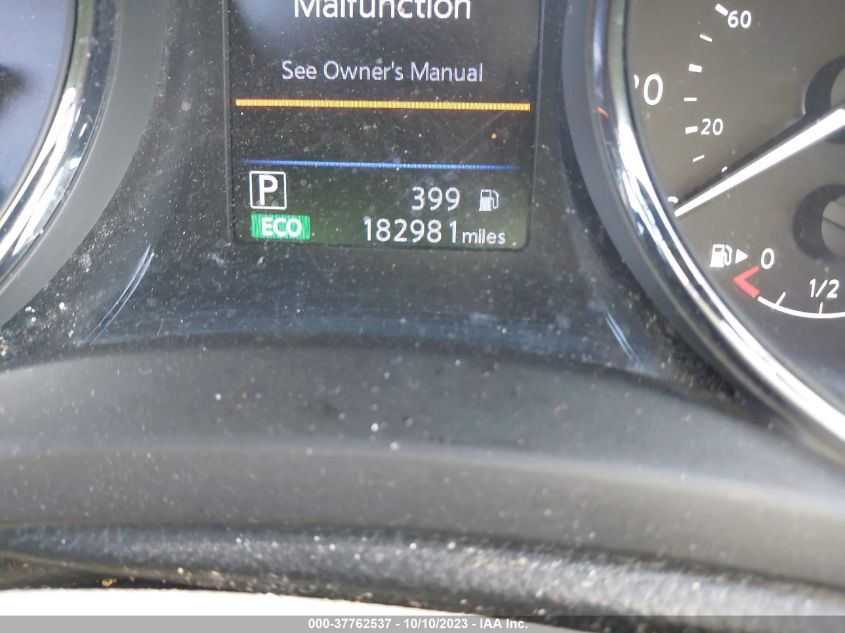 Malfunction
See Owner's Manual
P
399
ECO
182981 miles
60
20
0
0
1/2
000-37762537 - 10/10/2023 - IAA Inc.